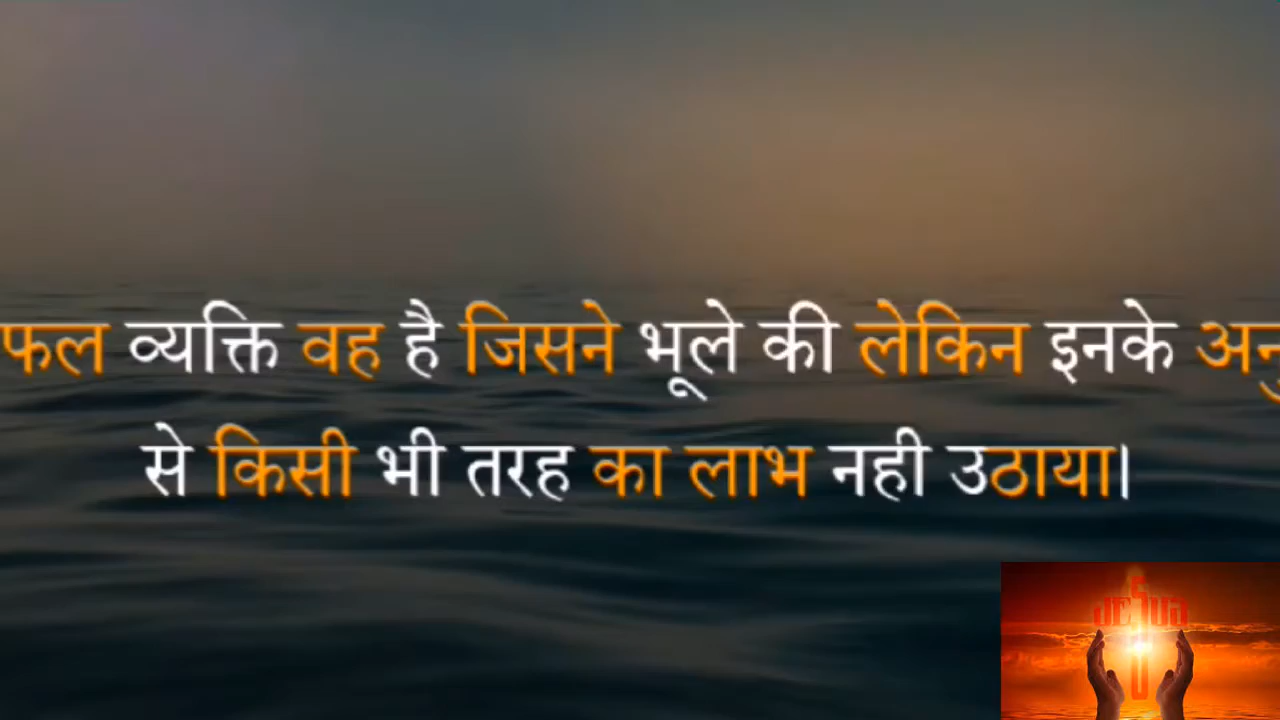 फल व्यक्ति वह है जिसने भूले की लेकिन इनके अनु
से किसी भी तरह का लाभ नही उठाया।